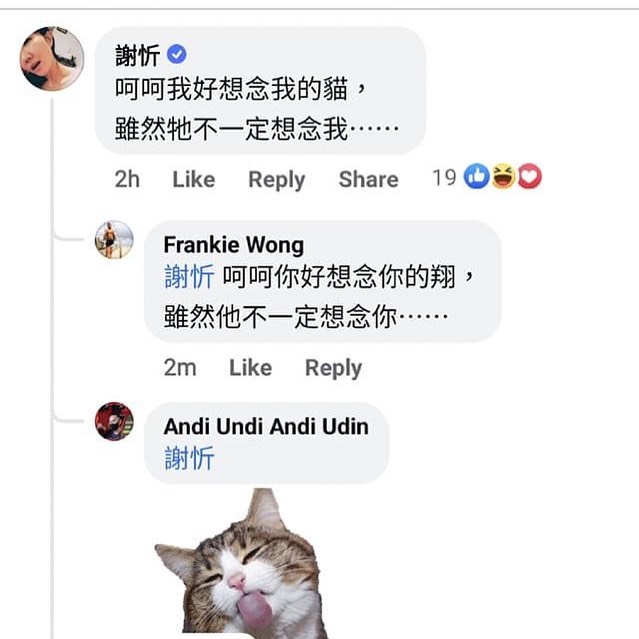 謝忻
呵呵我好想念我的貓，
雖然牠不一定想念我⋯⋯
2h Like Reply Share 19
Frankie Wong
謝忻 呵呵你好想念你的翔，
雖然他不一定想念你⋯⋯
2m Like Reply
Andi Undi Andi Udin
謝忻